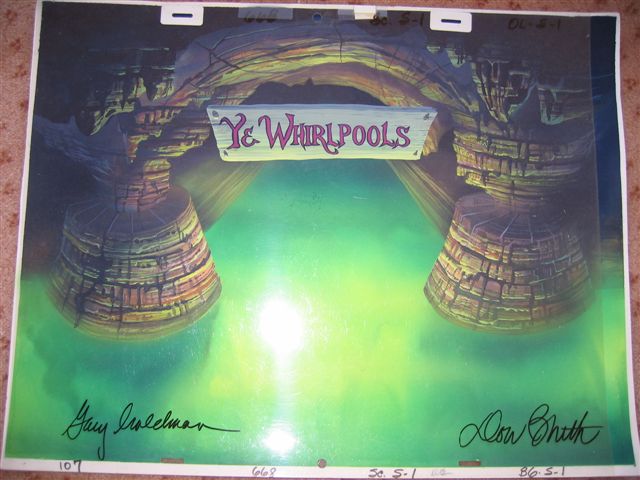 668 Sc. S-1 OL-S-1
YE WHIRLPOOLS
Gary Goldman Don Bluth
107 668 Sc. S-1 BG. S-1